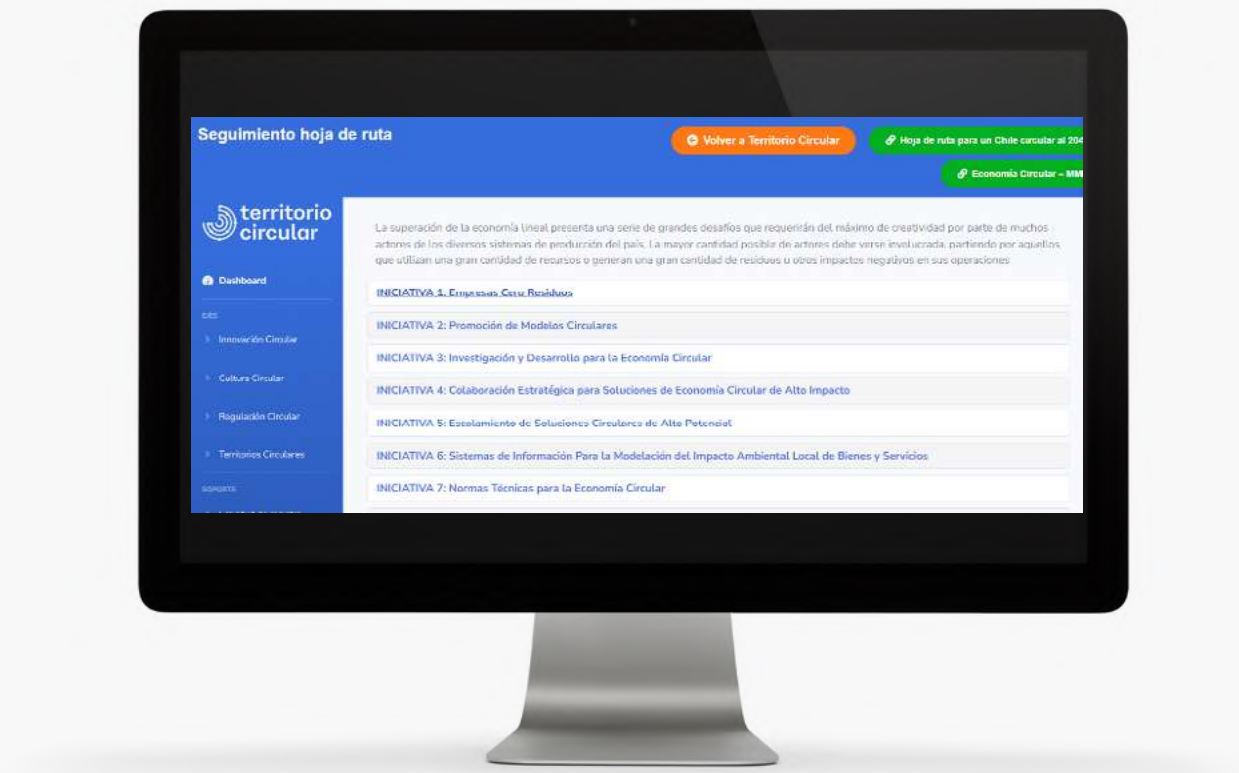 Seguimiento hoja de ruta
Volver a Territorio Circular
Hoja de ruta para un Chile circular al 204
Economía Circular – MM
territorio
circular
Dashboard
EJES
Innovación Circular
Cultura Circular
Regulación Circular
Territorios Circulares
SOPORTE
La superación de la economía lineal presenta una serie de grandes desafíos que requerirán del máximo de creatividad por parte de muchos
actores de los diversos sistemas de producción del país. La mayor cantidad posible de actores debe verse involucrada, partiendo por aquellos
que utilizan una gran cantidad de recursos o generan una gran cantidad de residuos u otros impactos negativos en sus operaciones
INICIATIVA 1. Empresas Cero Residuos
INICIATIVA 2: Promoción de Modelos Circulares
INICIATIVA 3: Investigación y Desarrollo para la Economía Circular
INICIATIVA 4: Colaboración Estratégica para Soluciones de Economía Circular de Alto Impacto
INICIATIVA 5: Escalamiento de Soluciones Circulares de Alto Potencial
INICIATIVA 6: Sistemas de Información Para la Modelación del Impacto Ambiental Local de Bienes y Servicios
INICIATIVA 7: Normas Técnicas para la Economía Circular